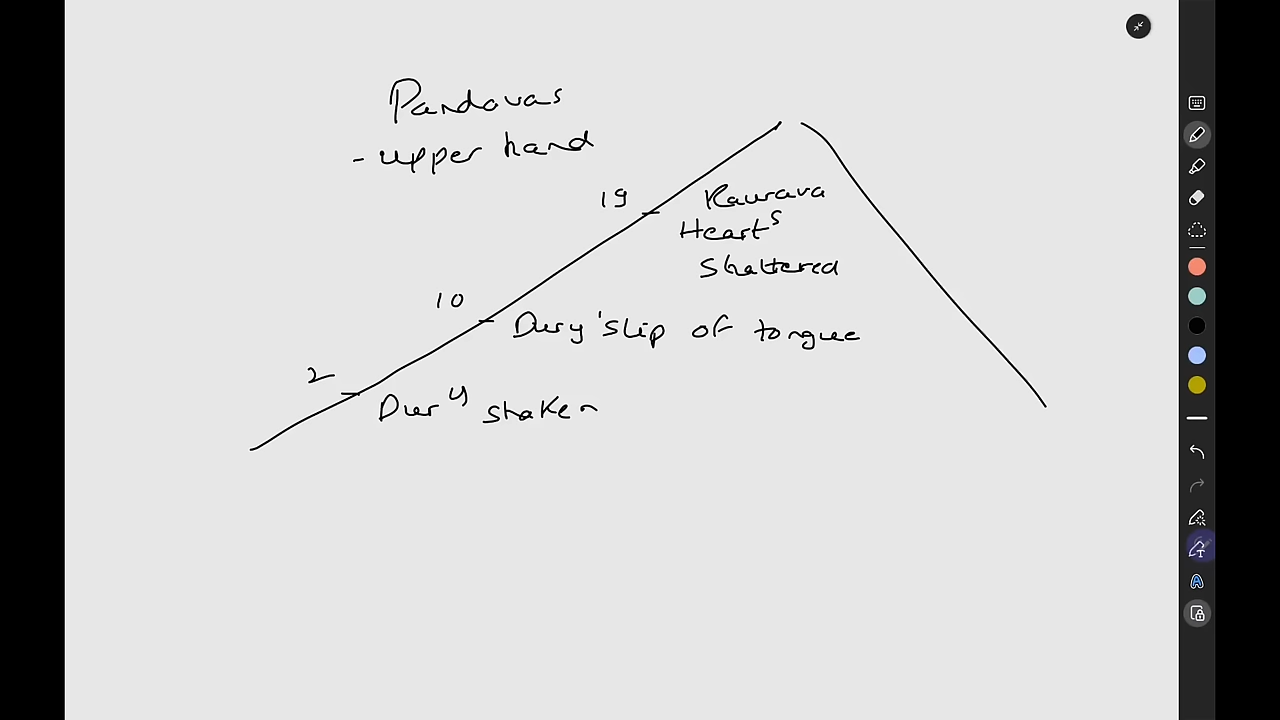 Pandavas
- upper hand
19
Kaurava
Hearts
Shattered
10
Dury 'slip of tongue
2
Dury shaken